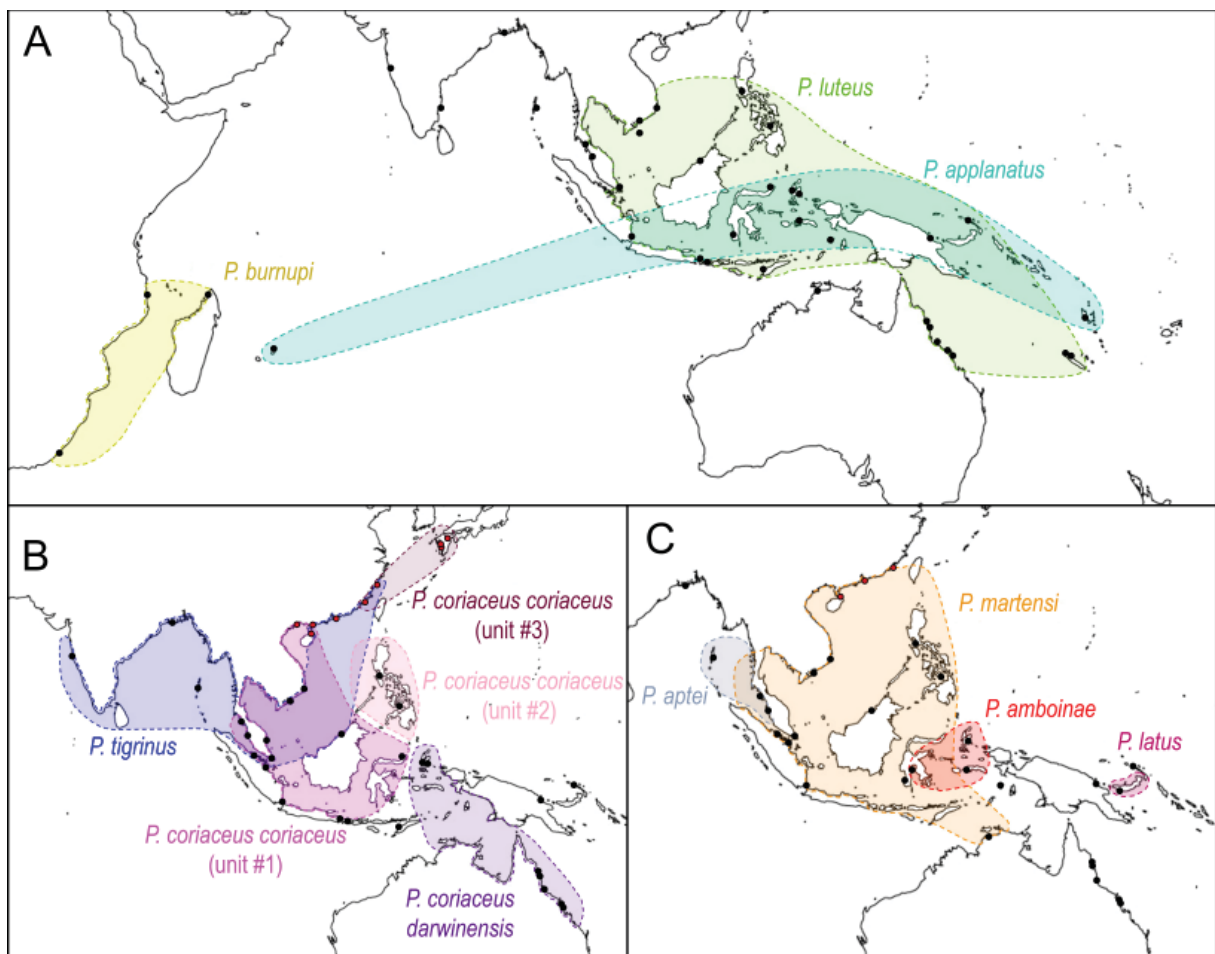 A
P. luteus
P. applanatus
P. burnupi
B
P. coriaceus coriaceus
(unit #3)
P. coriaceus coriaceus
(unit #2)
P. tigrinus
P. coriaceus coriaceus
(unit #1)
P. coriaceus
darwinensis
C
P. martensi
P. aptei
P. amboinae
P. latus